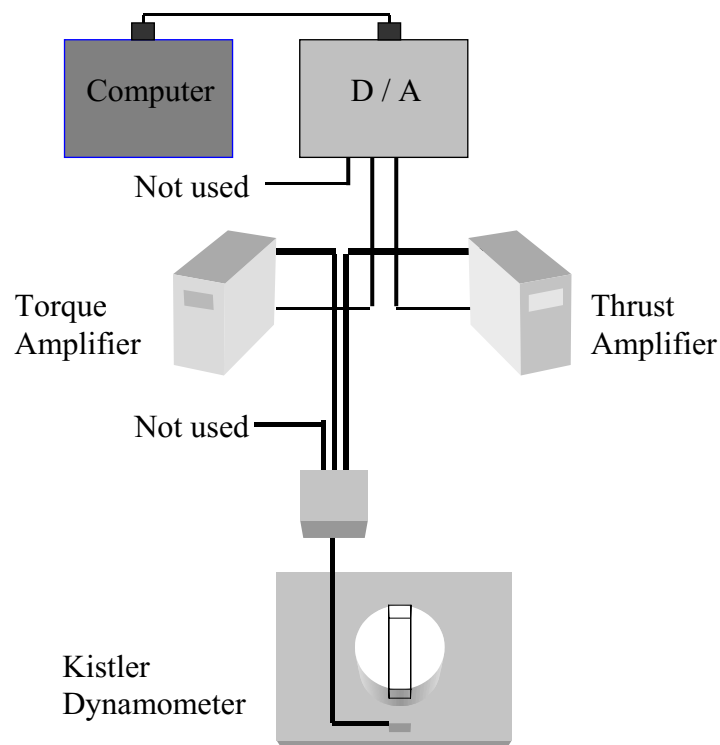 Computer
D / A
Not used
Torque
Amplifier
Thrust
Amplifier
Not used
Kistler
Dynamometer